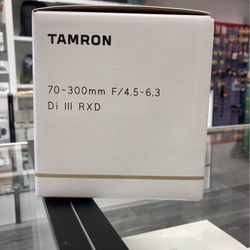 TAMRON
70-300mm F/4.5-6.3
Di III RXD